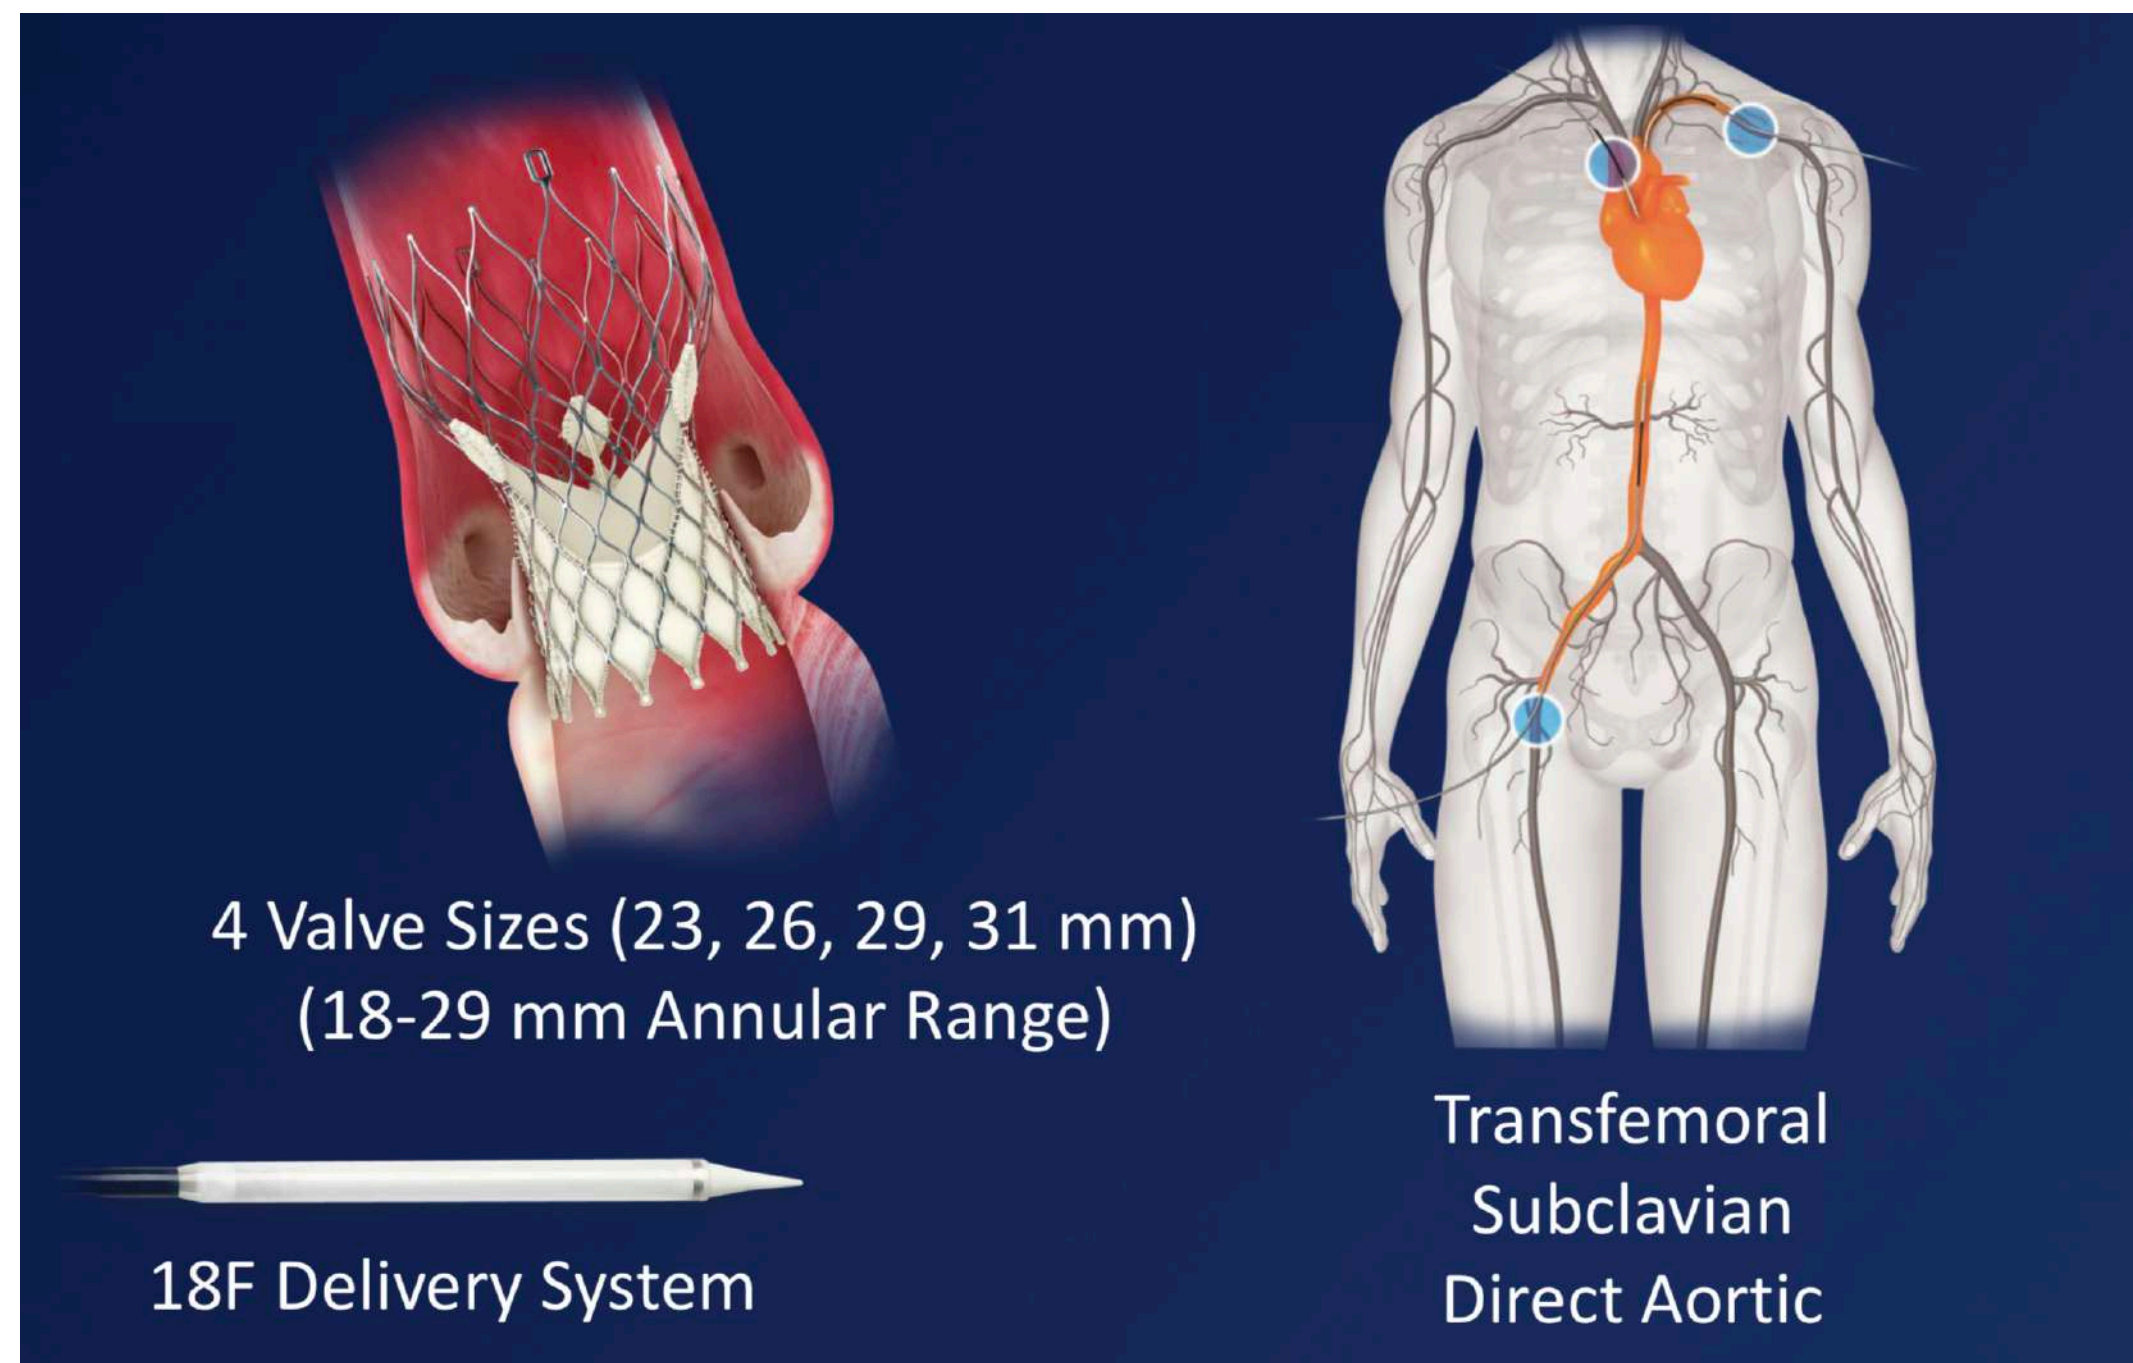 4 Valve Sizes (23, 26, 29, 31 mm)
(18-29 mm Annular Range)
18F Delivery System
Transfemoral
Subclavian
Direct Aortic